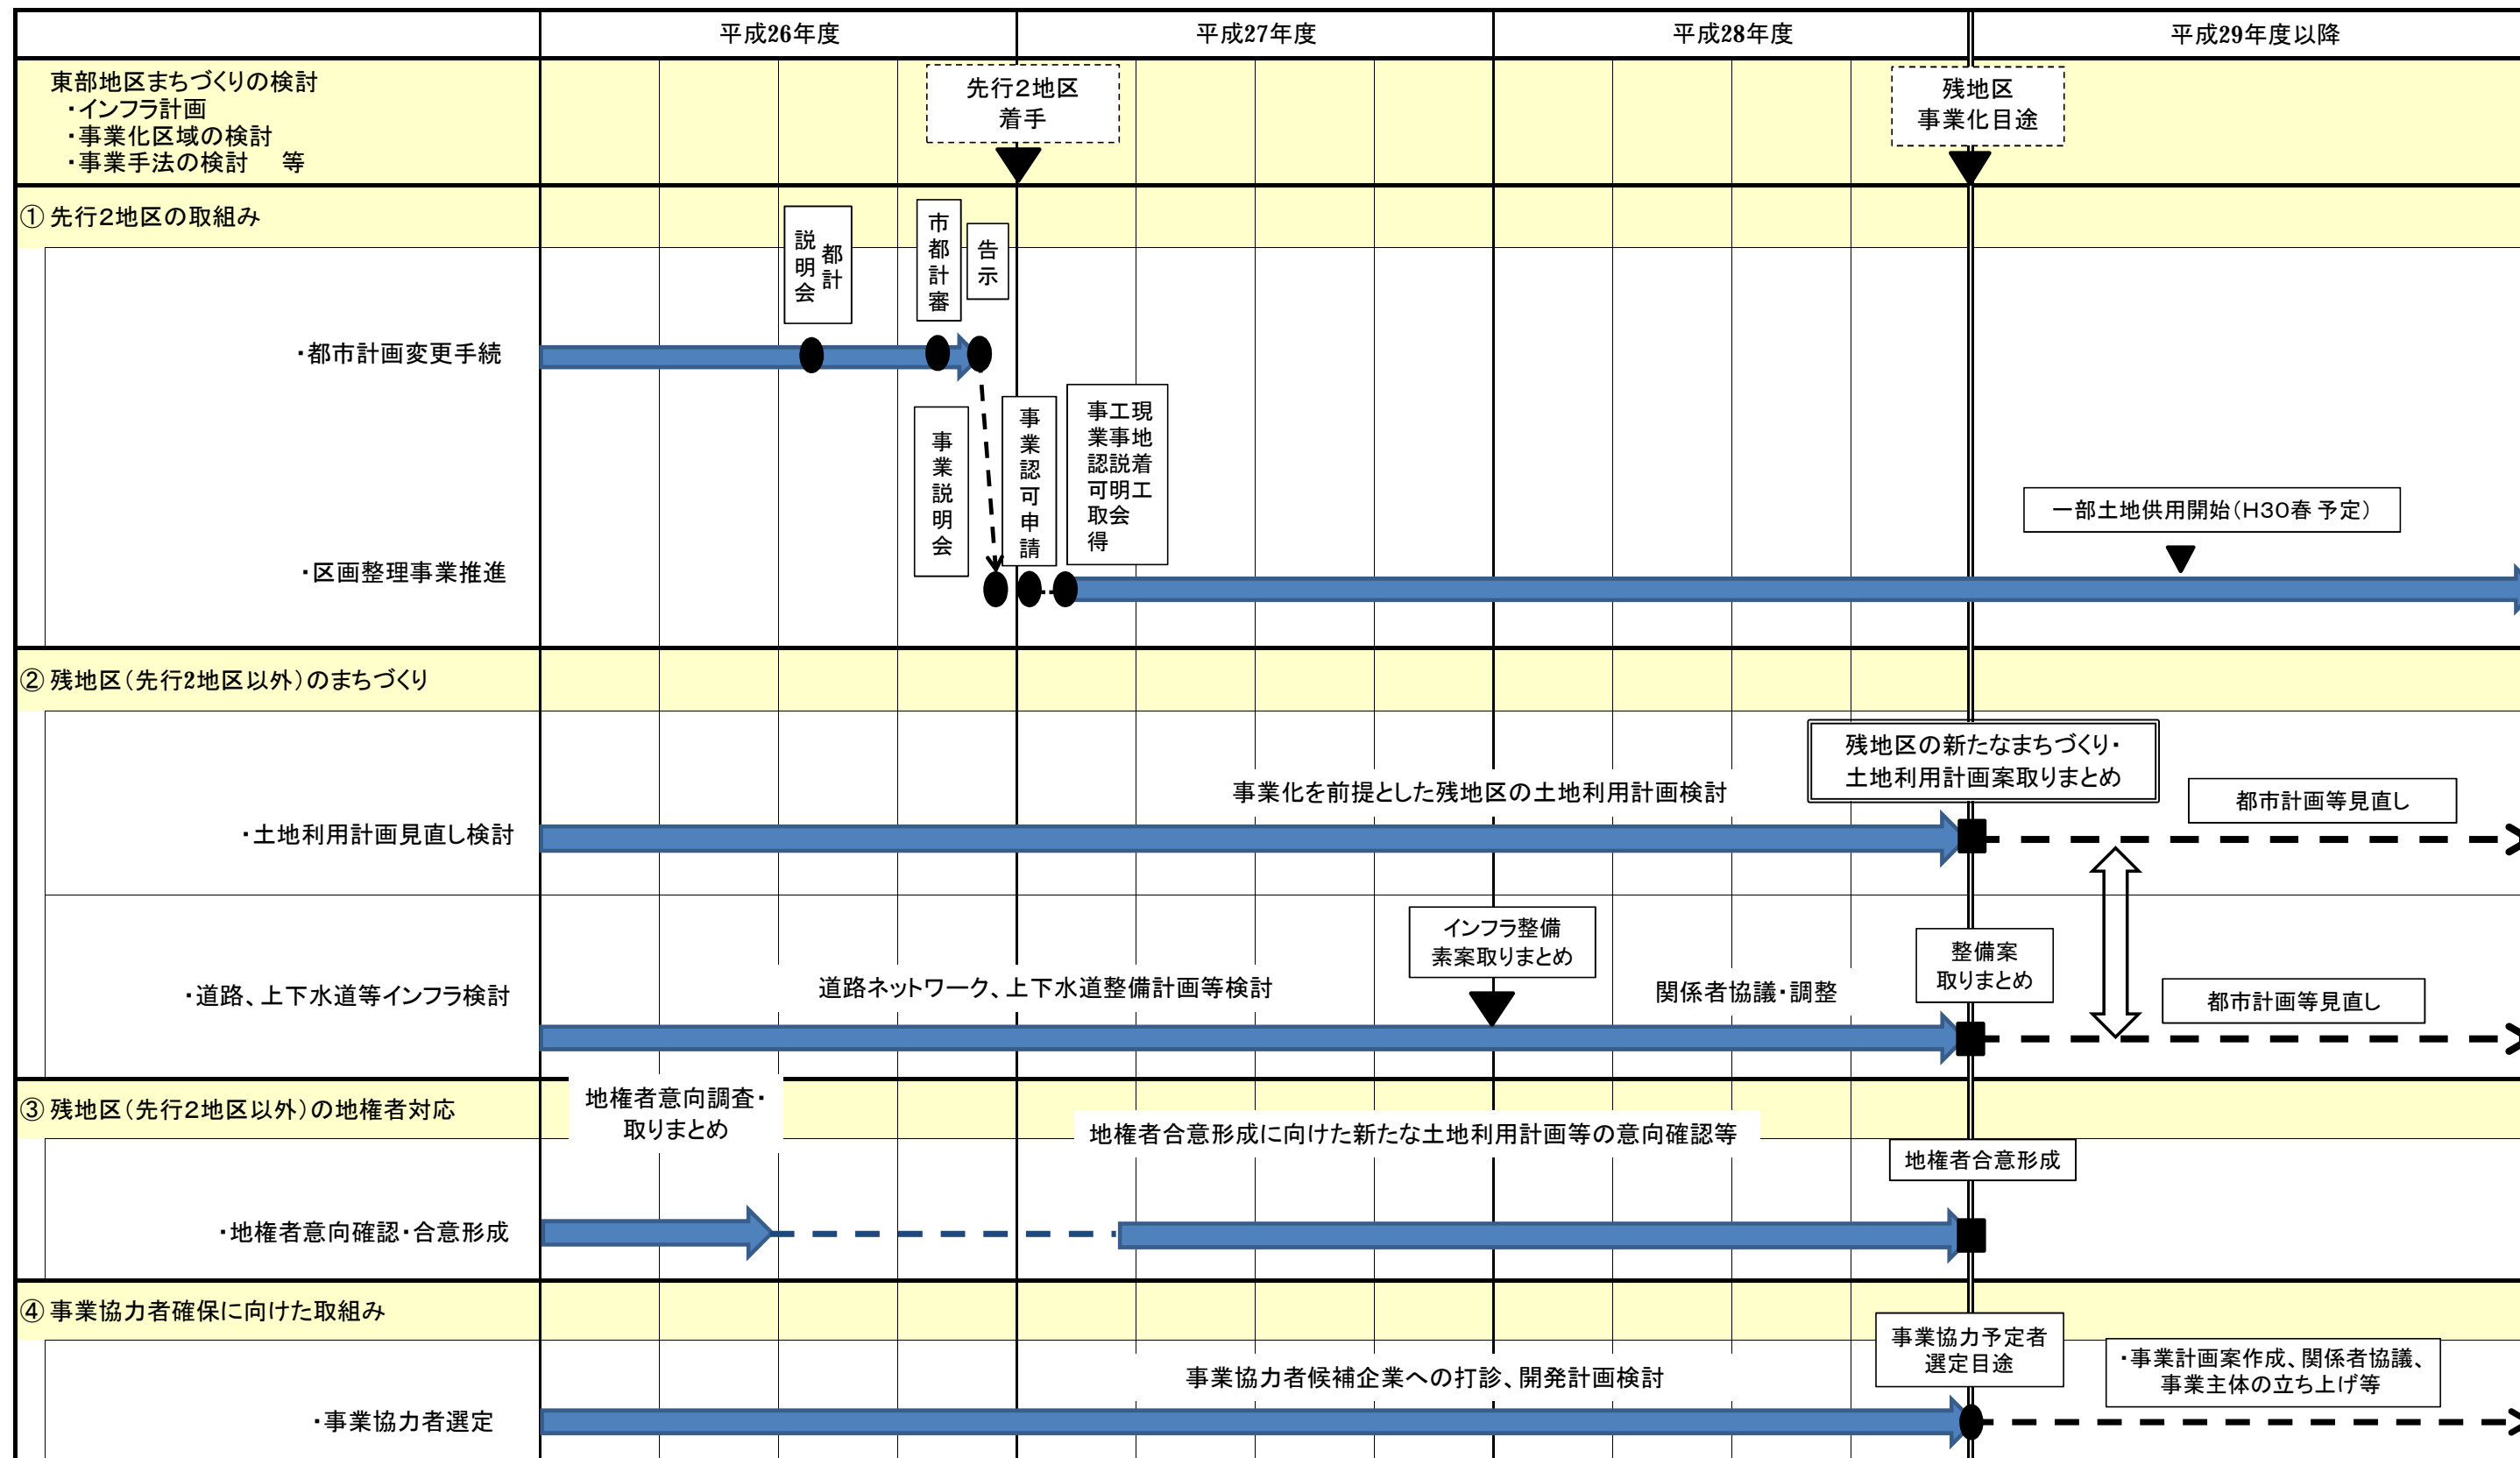 平成26年度
平成27年度
平成28年度
平成29年度以降
東部地区まちづくりの検討
・インフラ計画
・事業化区域の検討
・事業手法の検討　等
先行2地区
着手
残地区
事業化目途
① 先行2地区の取組み
都計
説明会
市都計審
告示
・都市計画変更手続
事業説明会
事業認可申請
現地着工
工事説明会
事業認可取得
一部土地供用開始(H30春 予定)
・区画整理事業推進
② 残地区(先行2地区以外)のまちづくり
残地区の新たなまちづくり・
土地利用計画案取りまとめ
事業化を前提とした残地区の土地利用計画検討
都市計画等見直し
・土地利用計画見直し検討
インフラ整備
素案取りまとめ
整備案
取りまとめ
道路ネットワーク、上下水道整備計画等検討
関係者協議・調整
都市計画等見直し
・道路、上下水道等インフラ検討
③ 残地区(先行2地区以外)の地権者対応
地権者意向調査・
取りまとめ
地権者合意形成に向けた新たな土地利用計画等の意向確認等
地権者合意形成
・地権者意向確認・合意形成
④ 事業協力者確保に向けた取組み
事業協力予定者
選定目途
事業協力者候補企業への打診、開発計画検討
・事業計画案作成、関係者協議、
事業主体の立ち上げ等
・事業協力者選定